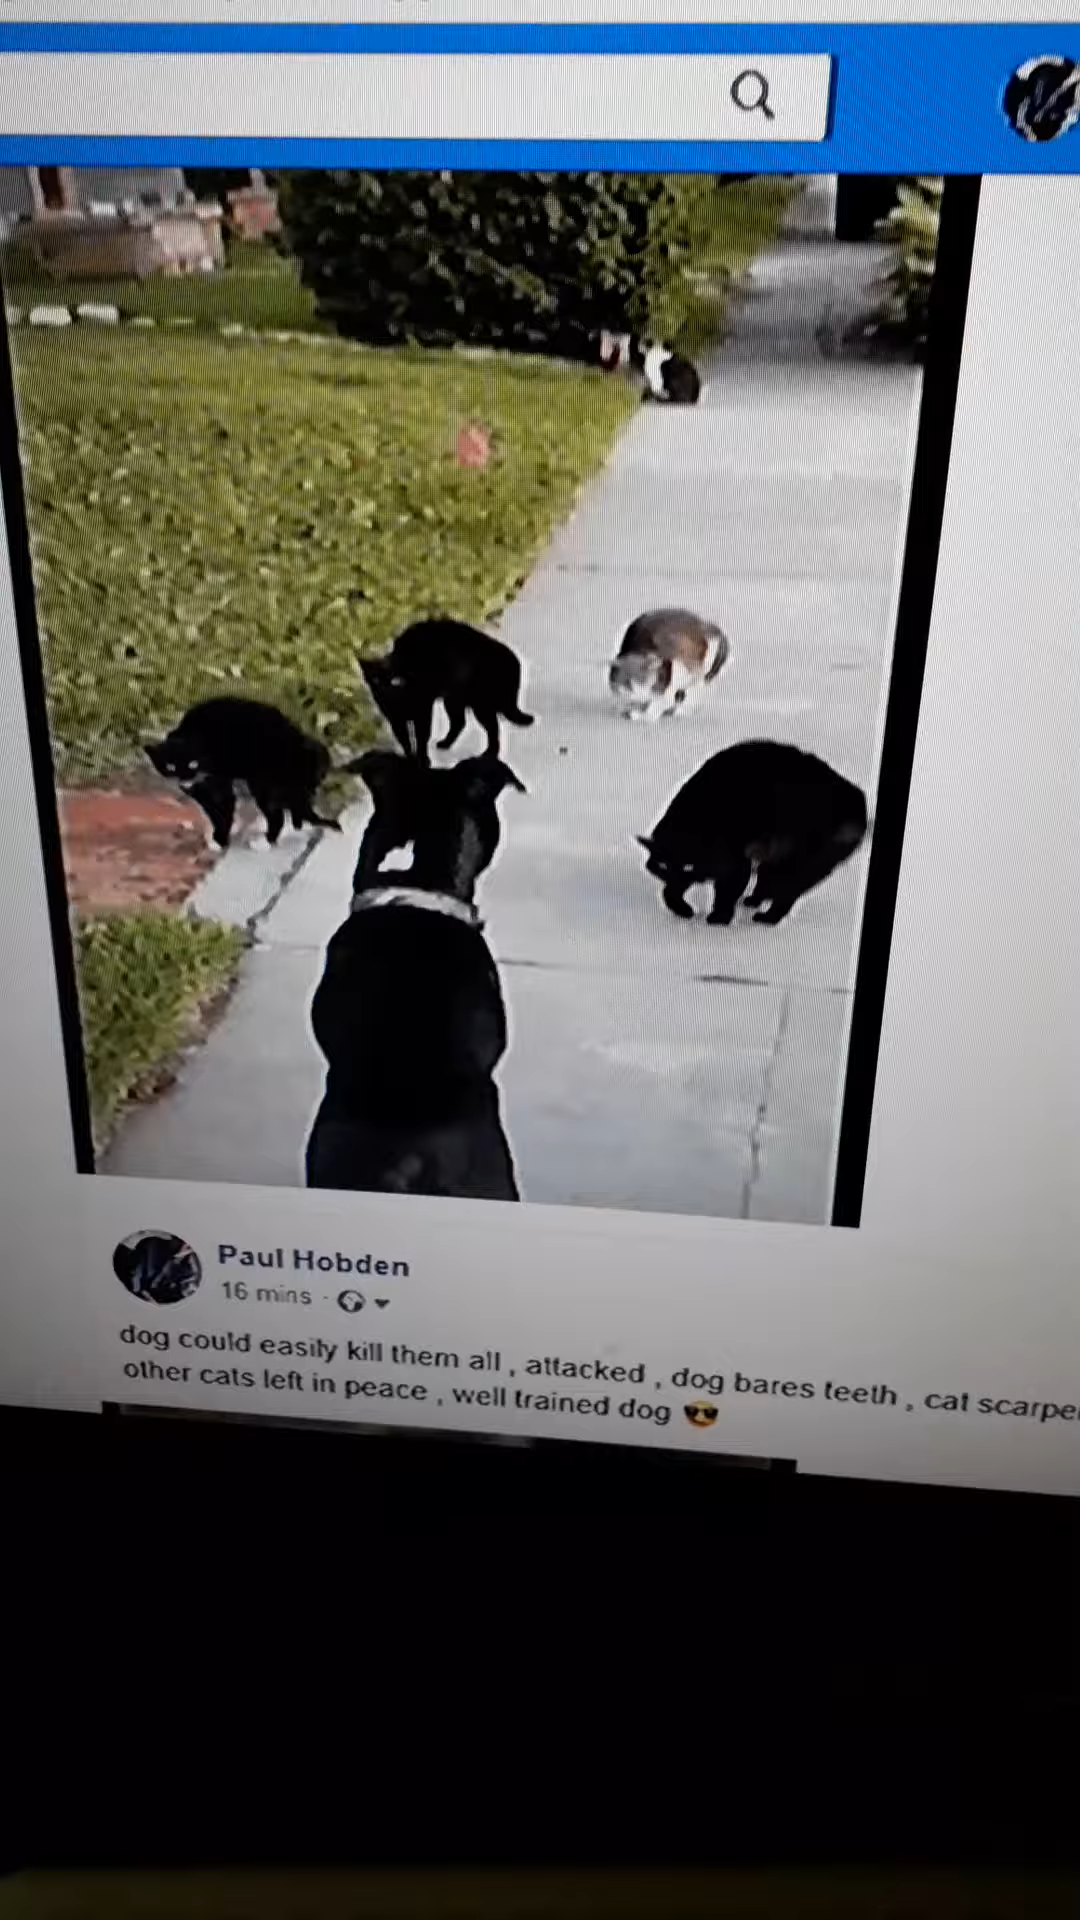 Paul Hobden
16 mins ·
dog could easily kill them all , attacked , dog bares teeth ,  cat
other cats left in peace , well trained dog 😎